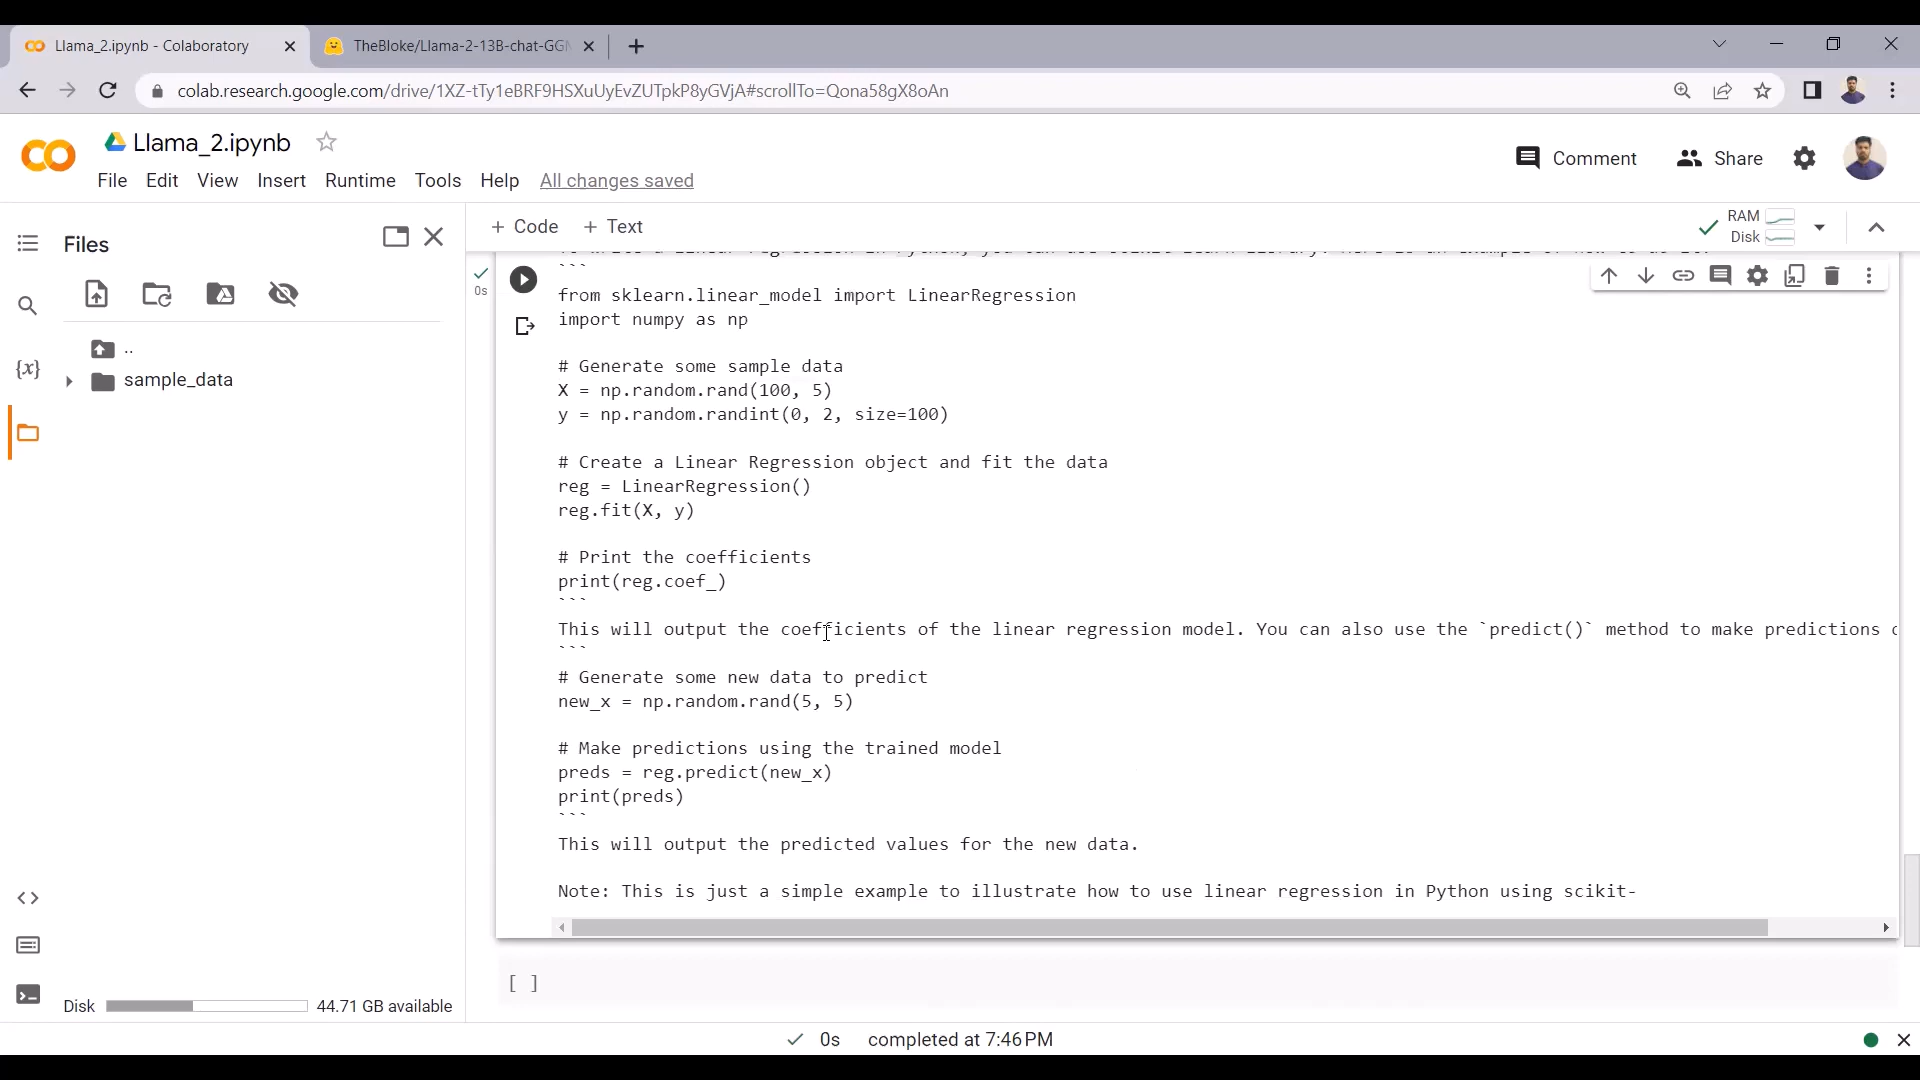 Llama_2.ipynb - Colaboratory
TheBloke/Llama-2-13B-chat-GGM
colab.research.google.com/drive/1XZ-tTy1eBRF9HSXuUyEvZUTpkP8yGVjA#scrollTo=Qona58gX8oAn
Llama_2.ipynb
Comment
Share
File Edit View Insert Runtime Tools Help All changes saved
Files
+ Code + Text
RAM
Disk
..
sample_data
0s
```
from sklearn.linear_model import LinearRegression
import numpy as np
# Generate some sample data
X = np.random.rand(100, 5)
y = np.random.randint(0, 2, size=100)
# Create a Linear Regression object and fit the data
reg = LinearRegression()
reg.fit(X, y)
# Print the coefficients
print(reg.coef_)
```
This will output the coefficients of the linear regression model. You can also use the `predict()` method to make predictions
```
# Generate some new data to predict
new_x = np.random.rand(5, 5)
# Make predictions using the trained model
preds = reg.predict(new_x)
print(preds)
```
This will output the predicted values for the new data.
Note: This is just a simple example to illustrate how to use linear regression in Python using scikit-
[ ]
Disk 44.71 GB available
0s completed at 7:46 PM